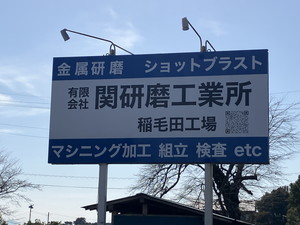 金属研磨 ショットブラスト
有限会社 関研磨工業所
稲毛田工場
マシニング加工 組立 検査 etc